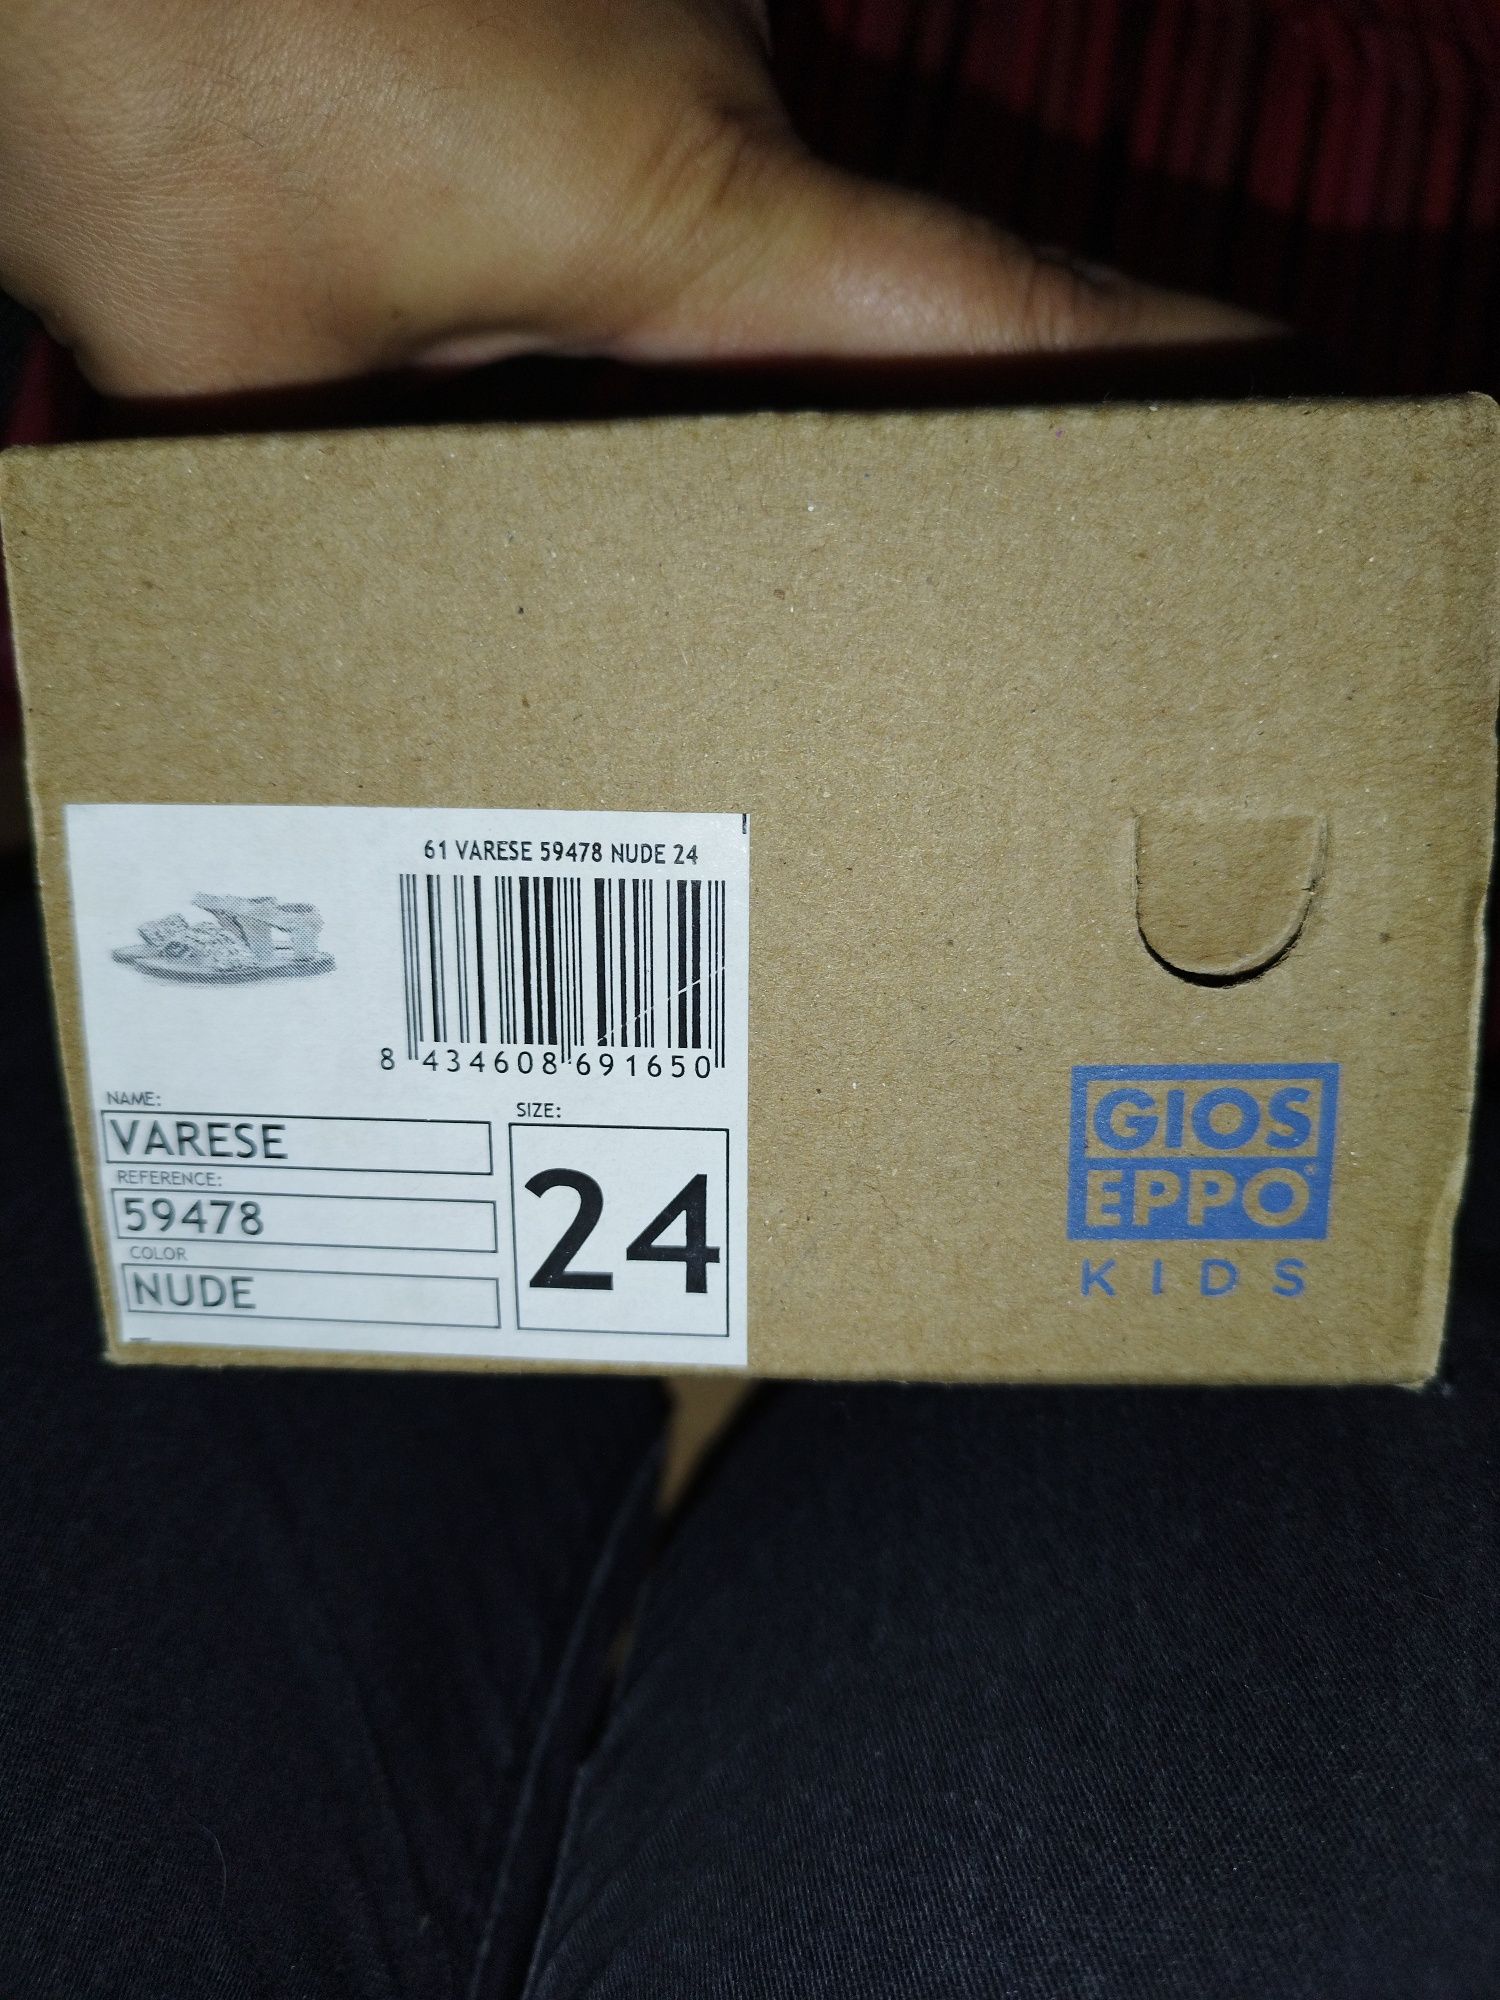 61 VARESE 59478 NUDE 24
8 434608 691650
NAME:
VARESE
REFERENCE:
59478
COLOR
NUDE
SIZE:
24
GIOS
EPPO®
KIDS